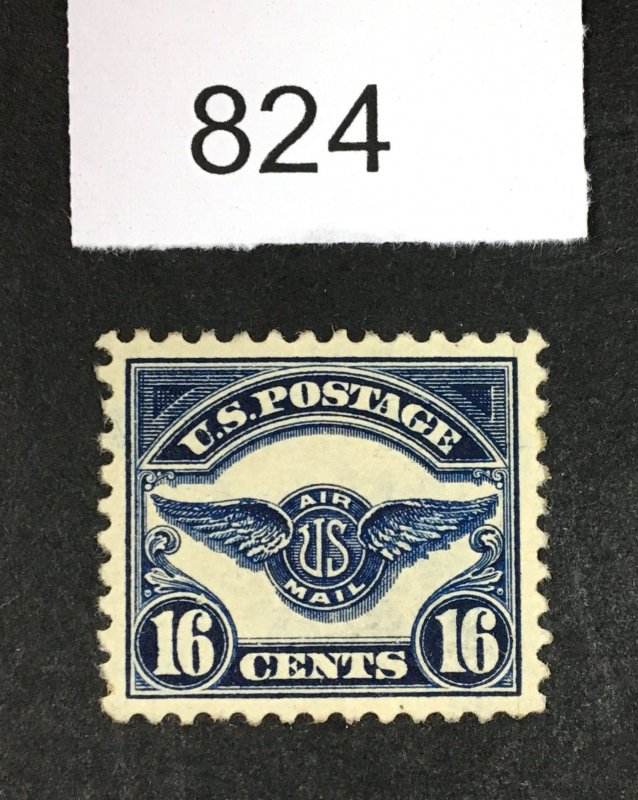 824
U.S. POSTAGE
AIR
US
MAIL
16 CENTS 16